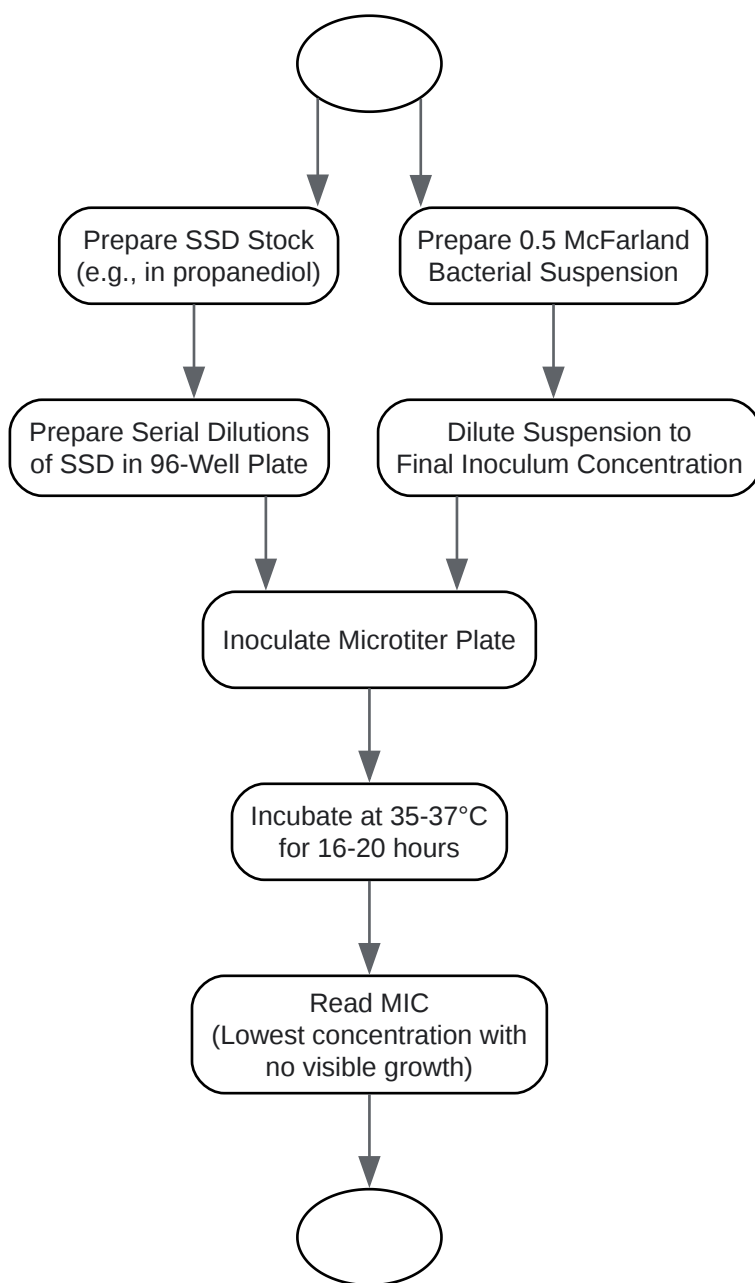 Prepare SSD Stock
(e.g., in propanediol)
Prepare 0.5 McFarland
Bacterial Suspension
Prepare Serial Dilutions
of SSD in 96-Well Plate
Dilute Suspension to
Final Inoculum Concentration
Inoculate Microtiter Plate
Incubate at 35-37°C
for 16-20 hours
Read MIC
(Lowest concentration with
no visible growth)